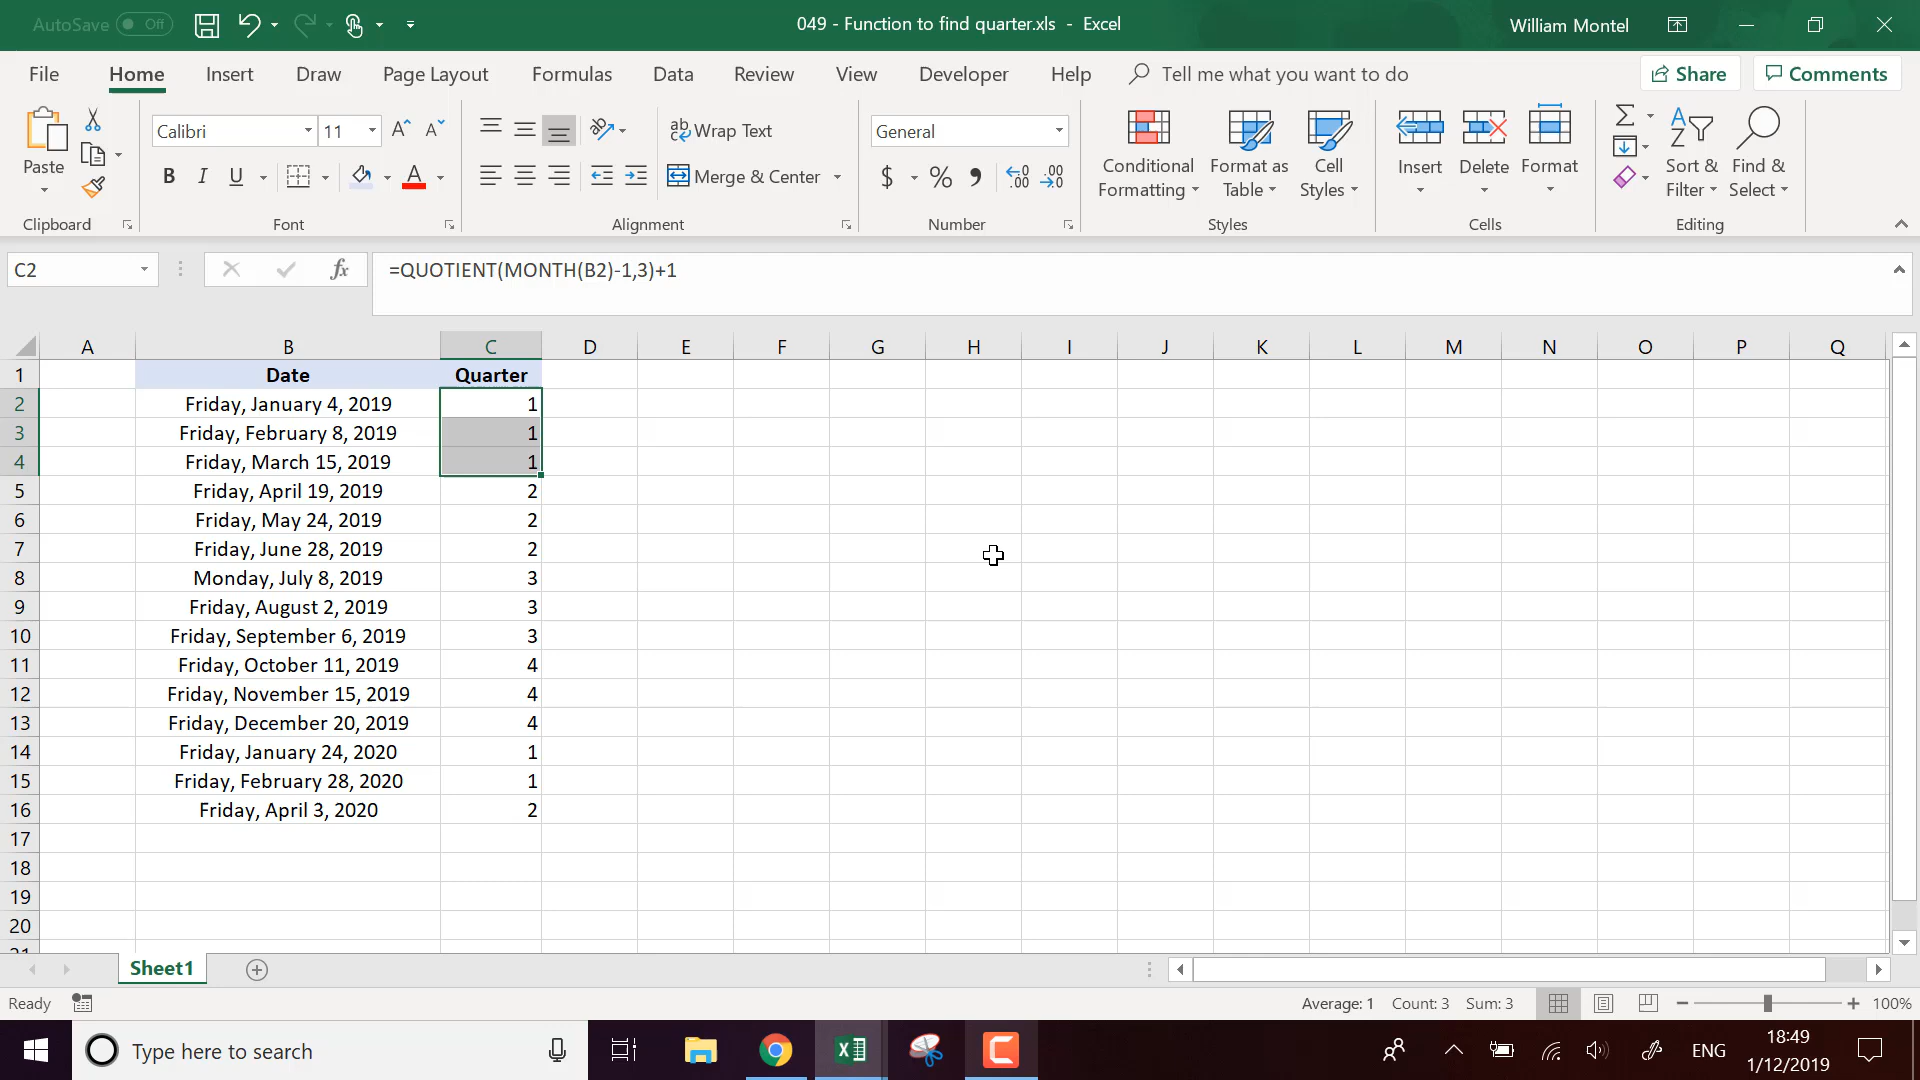 AutoSave Off
049 - Function to find quarter.xls - Excel
William Montel
File Home Insert Draw Page Layout Formulas Data Review View Developer Help Tell me what you want to do Share Comments
Paste
Clipboard
Calibri 11
B I U A
Font
ab Wrap Text
Merge & Center
Alignment
General
$ % , .00 .00
Number
Conditional Formatting
Format as Table
Cell Styles
Styles
Insert Delete Format
Cells
Sort & Filter
Find & Select
Editing
C2 fx =QUOTIENT(MONTH(B2)-1,3)+1
A B C D E F G H I J K L M N O P Q
1 Date Quarter
2 Friday, January 4, 2019 1
3 Friday, February 8, 2019 1
4 Friday, March 15, 2019 1
5 Friday, April 19, 2019 2
6 Friday, May 24, 2019 2
7 Friday, June 28, 2019 2
8 Monday, July 8, 2019 3
9 Friday, August 2, 2019 3
10 Friday, September 6, 2019 3
11 Friday, October 11, 2019 4
12 Friday, November 15, 2019 4
13 Friday, December 20, 2019 4
14 Friday, January 24, 2020 1
15 Friday, February 28, 2020 1
16 Friday, April 3, 2020 2
17
18
19
20
21
Sheet1
Ready Average: 1 Count: 3 Sum: 3 100%
Type here to search
ENG
18:49
1/12/2019